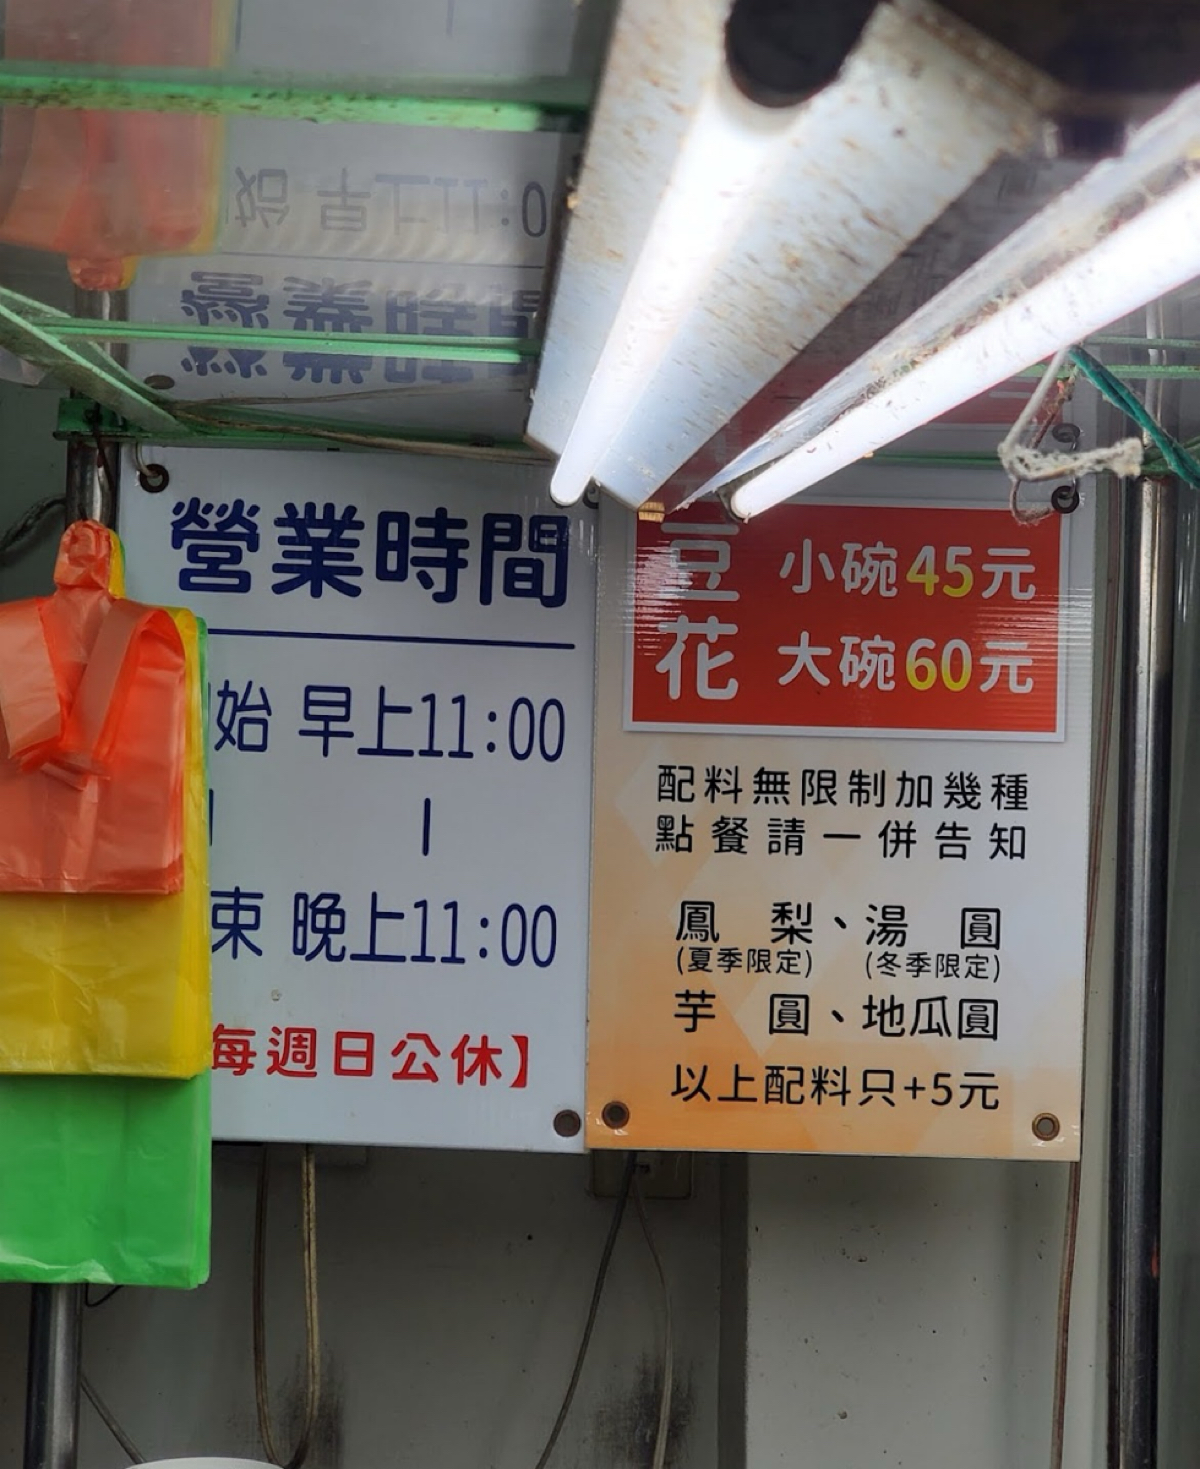 營業時間
始 早上11:00
|
束 晚上11:00
每週日公休】
豆花
小碗45元
大碗60元
配料無限制加幾種
點餐請一併告知
鳳梨、湯圓
(夏季限定) (冬季限定)
芋圓、地瓜圓
以上配料只+5元